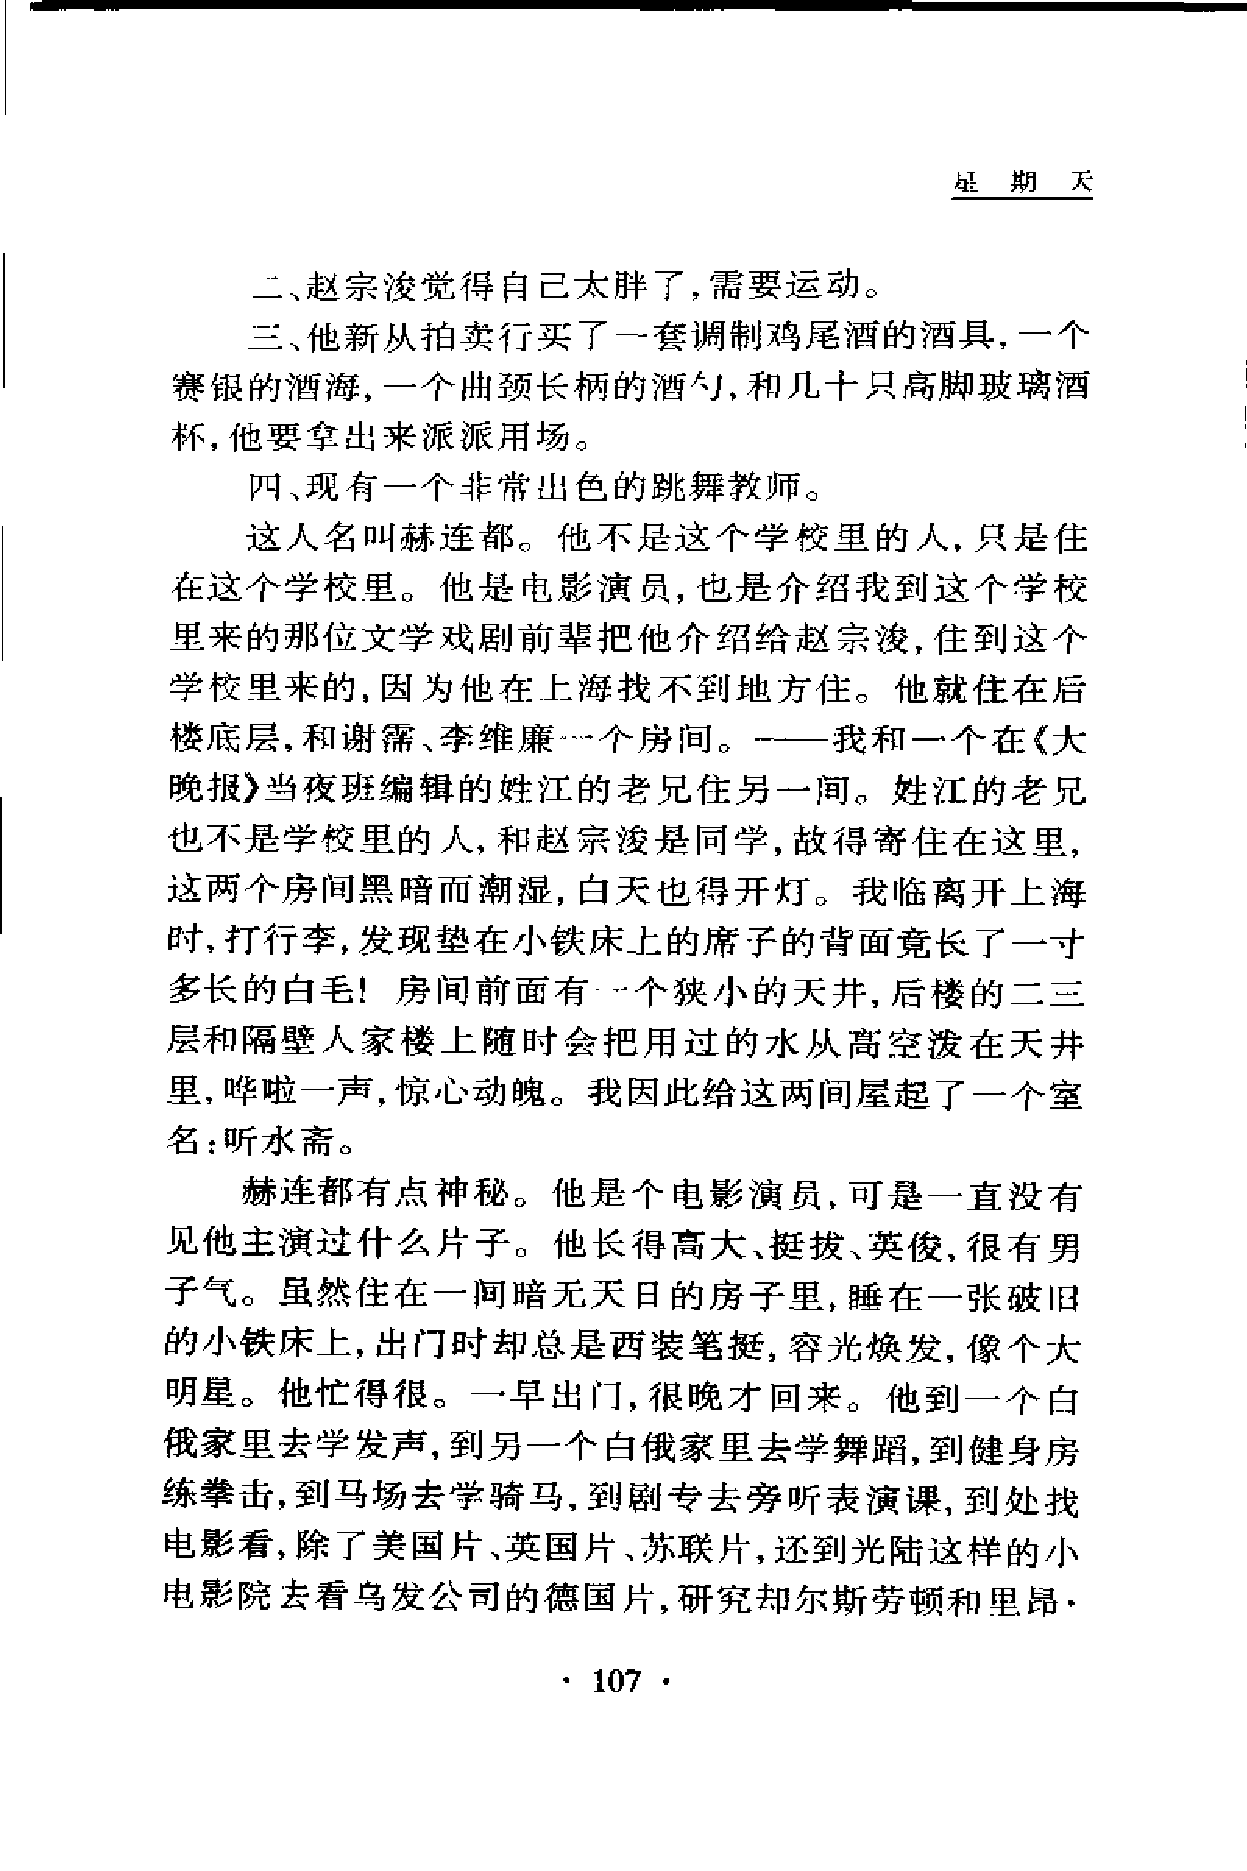 星 期 天
二、赵宗浚觉得自己太胖了,需要运动。
三、他新从拍卖行买了一套调制鸡尾酒的酒具,一个
赛银的酒海,一个曲颈长柄的酒勺,和几十只高脚玻璃酒
杯,他要拿出来派派用场。
四、现有一个非常出色的跳舞教师。
这人名叫赫连都。他不是这个学校里的人,只是住
在这个学校里。他是电影演员,也是介绍我到这个学校
里来的那位文学戏剧前辈把他介绍给赵宗浚,住到这个
学校里来的,因为他在上海找不到地方住。他就住在后
楼底层,和谢霈、李维廉一个房间。——我和一个在《大
晚报》当夜班编辑的姓江的老兄住另一间。姓江的老兄
也不是学校里的人,和赵宗浚是同学,故得寄住在这里,
这两个房间黑暗而潮湿,白天也得开灯。我临离开上海
时,打行李,发现垫在小铁床上的席子的背面竟长了一寸
多长的白毛!房间前面有一个狭小的天井,后楼的二三
层和隔壁人家楼上随时会把用过的水从高空泼在天井
里,哗啦一声,惊心动魄。我因此给这两间屋起了一个室
名:听水斋。
赫连都有点神秘。他是个电影演员,可是一直没有
见他主演过什么片子。他长得高大、挺拔、英俊,很有男
子气。虽然住在一间暗无天日的房子里,睡在一张破旧
的小铁床上,出门时却总是西装笔挺,容光焕发,像个大
明星。他忙得很。一早出门,很晚才回来。他到一个白
俄家里去学发声,到另一个白俄家里去学舞蹈,到健身房
练拳击,到马场去学骑马,到剧专去旁听表演课,到处找
电影看,除了美国片、英国片、苏联片,还到光陆这样的小
电影院去看乌发公司的德国片,研究却尔斯劳顿和里昂·
· 107 ·